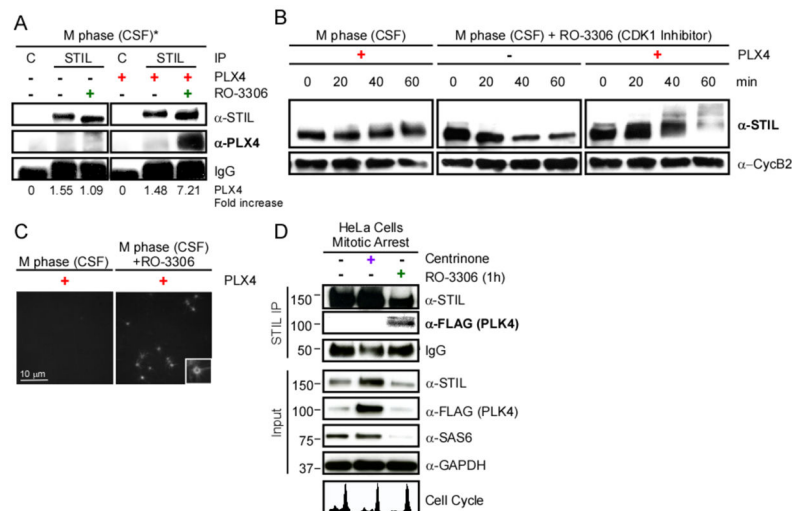 A
M phase (CSF)*
C STIL C STIL IP
- - - + + + PLX4
- - + - - + RO-3306
α-STIL
α-PLX4
IgG
0 1.55 1.09 0 1.48 7.21 PLX4
Fold increase
B
M phase (CSF) M phase (CSF) + RO-3306 (CDK1 Inhibitor)
+ - + PLX4
0 20 40 60 0 20 40 60 0 20 40 60 min
α-STIL
α-CycB2
C
M phase (CSF) M phase (CSF)
+RO-3306
+ + PLX4
10 μm
D
HeLa Cells
Mitotic Arrest
- + - Centrinone
- - + RO-3306 (1h)
STIL IP
150 α-STIL
100 α-FLAG (PLK4)
50 IgG
Input
150 α-STIL
100 α-FLAG (PLK4)
75 α-SAS6
37 α-GAPDH
Cell Cycle